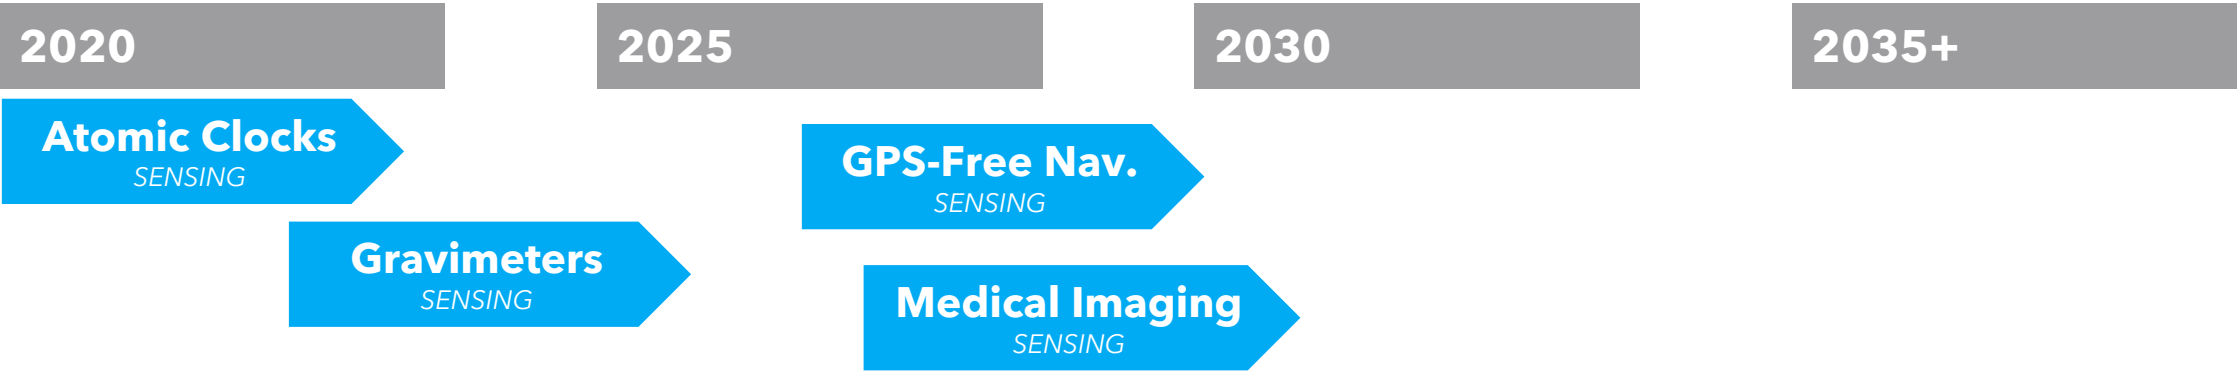 2020
2025
2030
2035+
Atomic Clocks
SENSING
GPS-Free Nav.
SENSING
Gravimeters
SENSING
Medical Imaging
SENSING